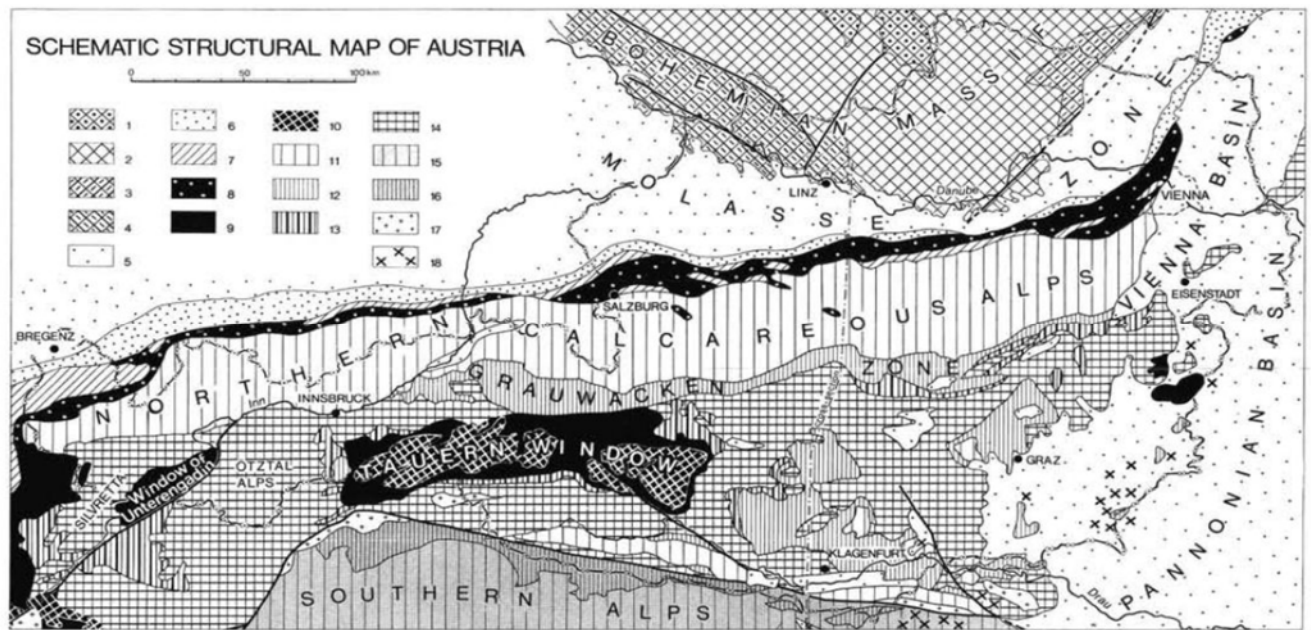 SCHEMATIC STRUCTURAL MAP OF AUSTRIA
0 50 100 km
1 6 10 14
2 7 11 15
3 8 12 16
4 9 13 17
5 18
BOHEMIAN MASSIF
MOLASSE ZONE
LINZ
Danube
VIENNA
VIENNA BASIN
EISENSTADT
SALZBURG
BREGENZ
NORTHERN CALCAREOUS ALPS
Inn
INNSBRUCK
GRAUWACKEN ZONE
TAUERN WINDOW
SILVRETTA
Window of
Unterengadin
ÖTZTAL
ALPS
GRAZ
KLAGENFURT
Drau
PANNONIAN BASIN
SOUTHERN ALPS